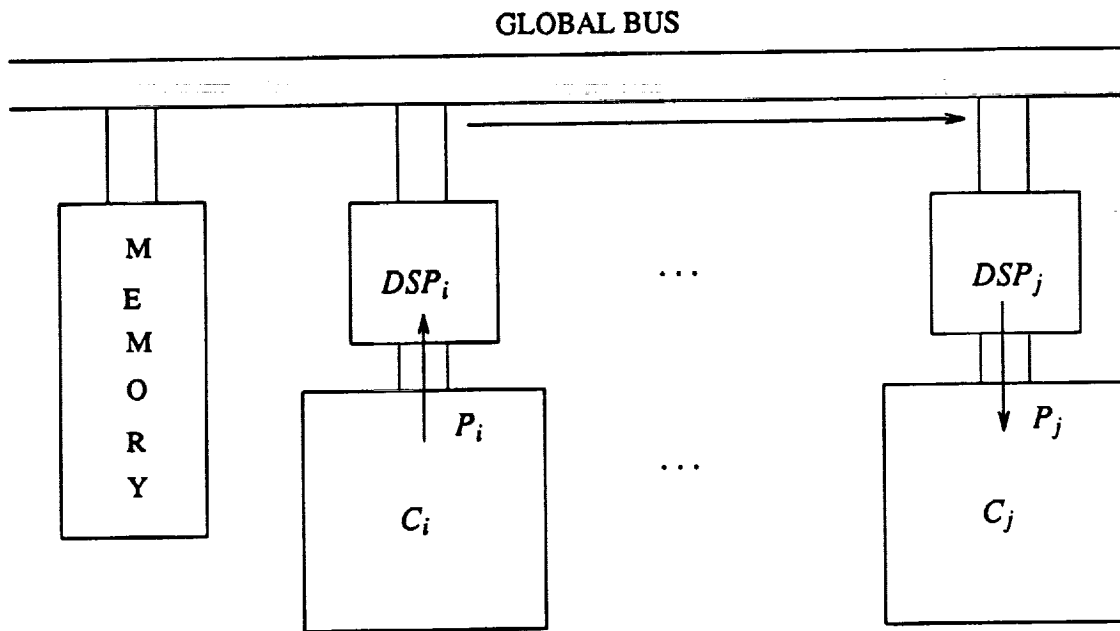 GLOBAL BUS
M
E
M
O
R
Y
DSP_i
...
DSP_j
P_i
P_j
...
C_i
C_j